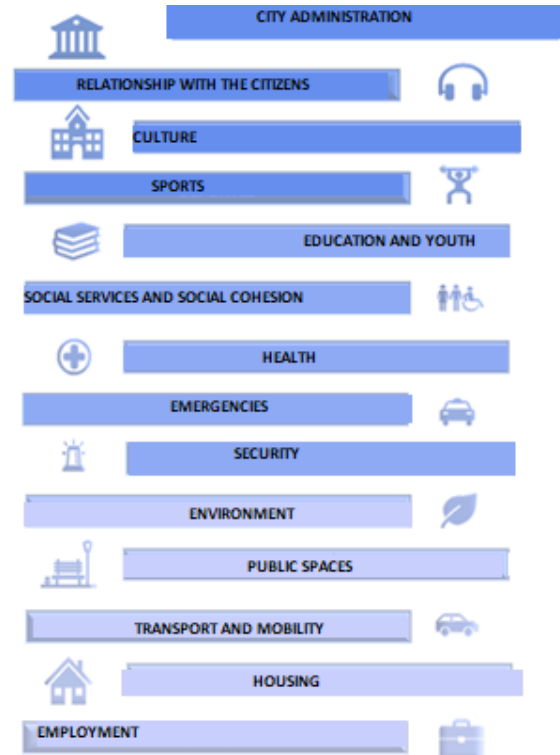 CITY ADMINISTRATION
RELATIONSHIP WITH THE CITIZENS
CULTURE
SPORTS
EDUCATION AND YOUTH
SOCIAL SERVICES AND SOCIAL COHESION
HEALTH
EMERGENCIES
SECURITY
ENVIRONMENT
PUBLIC SPACES
TRANSPORT AND MOBILITY
HOUSING
EMPLOYMENT